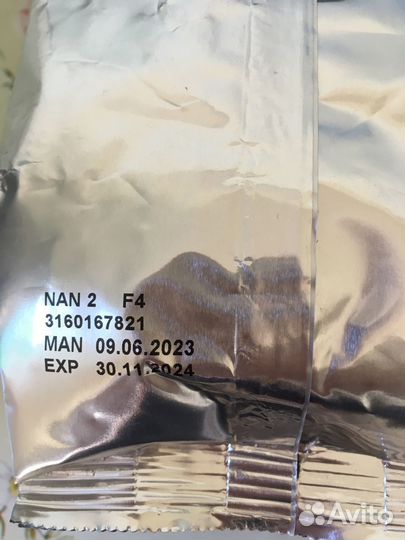 NAN 2 F4
3160167821
MAN 09.06.2023
EXP 30.11.2024
Avito